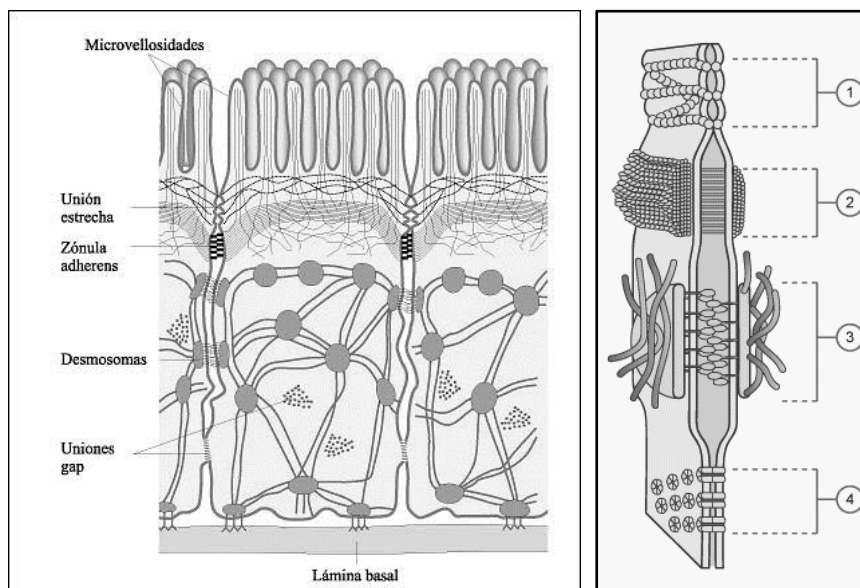 Microvellosidades
Unión
estrecha
Zónula
adherens
Desmosomas
Uniones
gap
Lámina basal
1
2
3
4